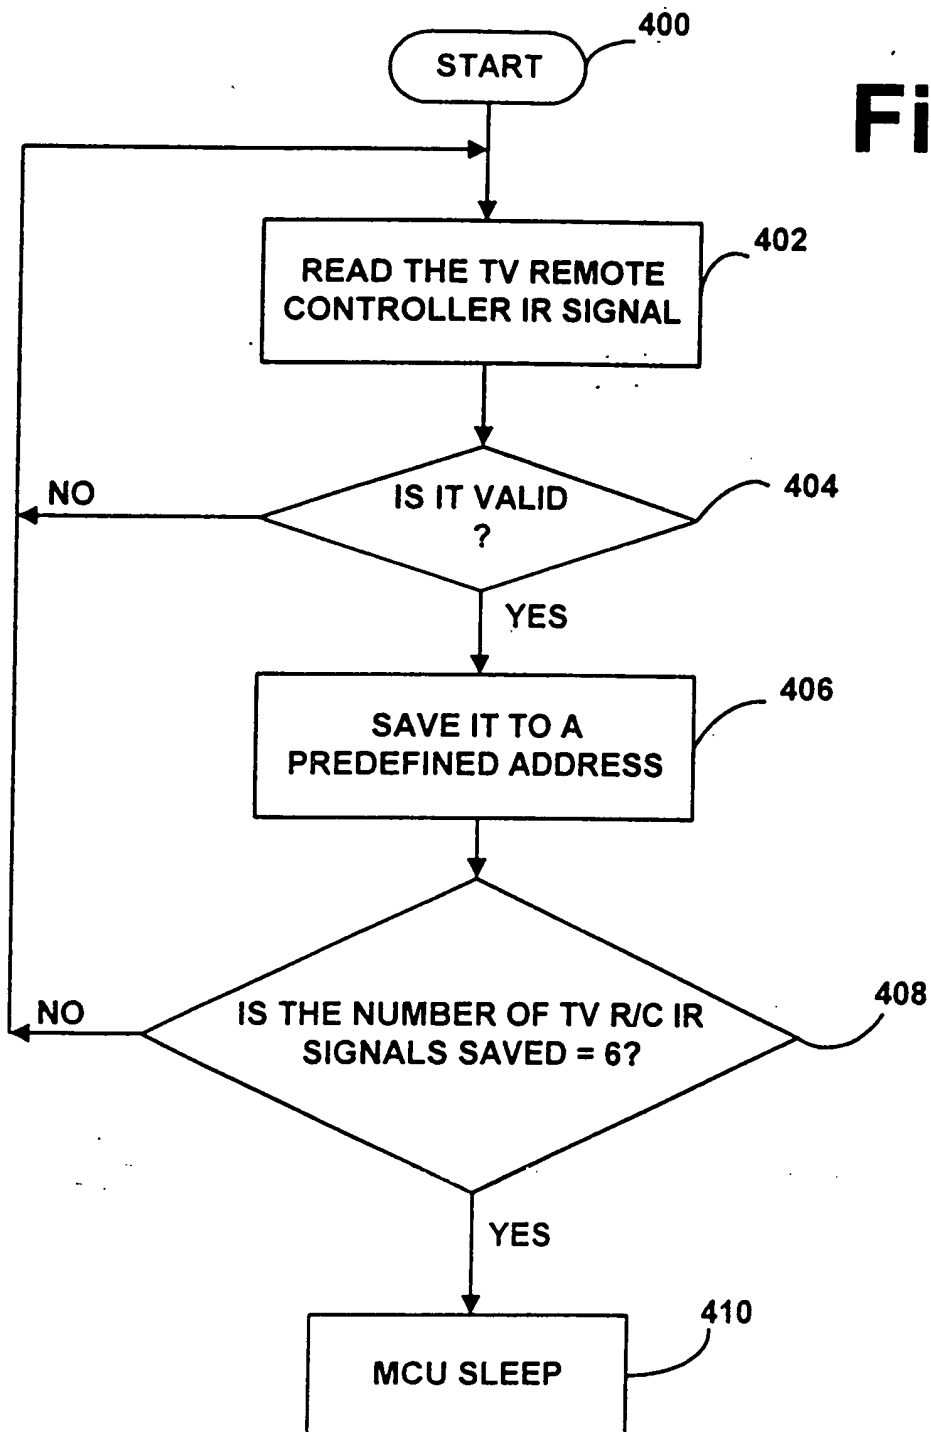 400
START
Fi
402
READ THE TV REMOTE
CONTROLLER IR SIGNAL
NO
IS IT VALID
?
404
YES
406
SAVE IT TO A
PREDEFINED ADDRESS
NO
IS THE NUMBER OF TV R/C IR
SIGNALS SAVED = 6?
408
YES
410
MCU SLEEP